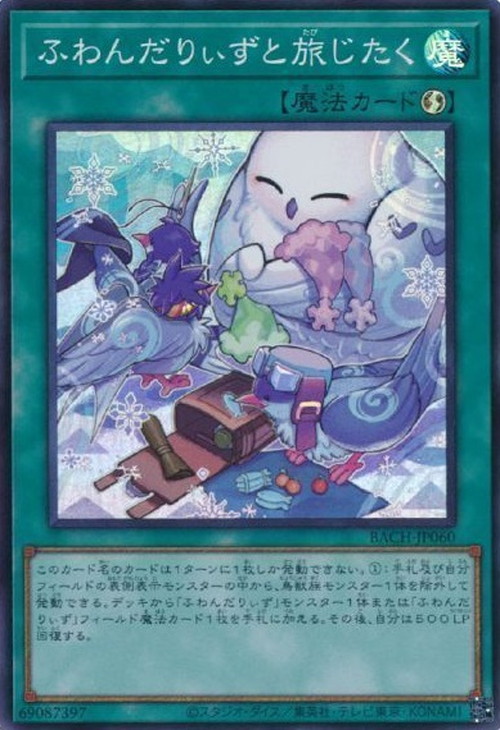 ふわんだりぃずと旅じたく
魔
【魔法カード】
BACH-JP060
このカード名のカードは1ターンに1枚しか発動できない。①:手札及び自分
フィールドの表側表示モンスターの中から、鳥獣族モンスター1体を除外して
発動できる。デッキから「ふわんだりぃず」モンスター1体または「ふわんだ
りぃず」フィールド魔法カード1枚を手札に加える。その後、自分は500LP
回復する。
69087397
©スタジオ・ダイス/集英社・テレビ東京・KONAMI